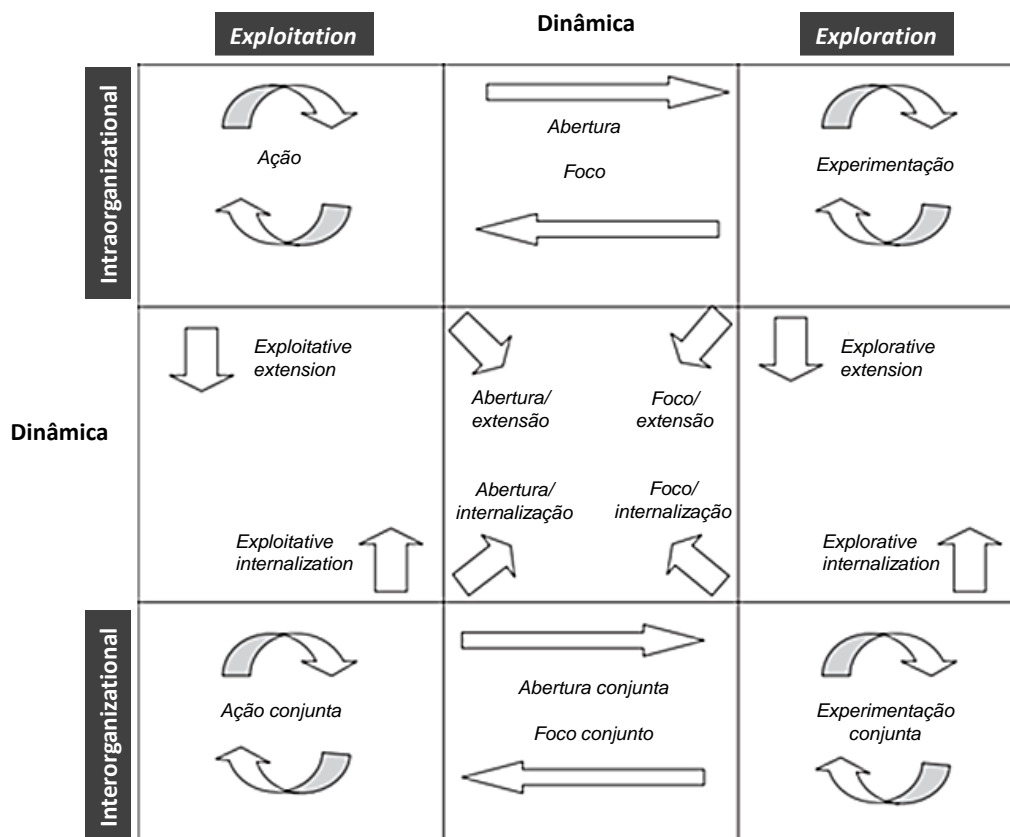 Dinâmica
Exploitation
Exploration
Intraorganizational
Ação
Abertura
Foco
Experimentação
Dinâmica
Exploitative
extension
Abertura/
extensão
Foco/
extensão
Explorative
extension
Exploitative
internalization
Abertura/
internalização
Foco/
internalização
Explorative
internalization
Interorganizational
Ação conjunta
Abertura conjunta
Foco conjunto
Experimentação
conjunta